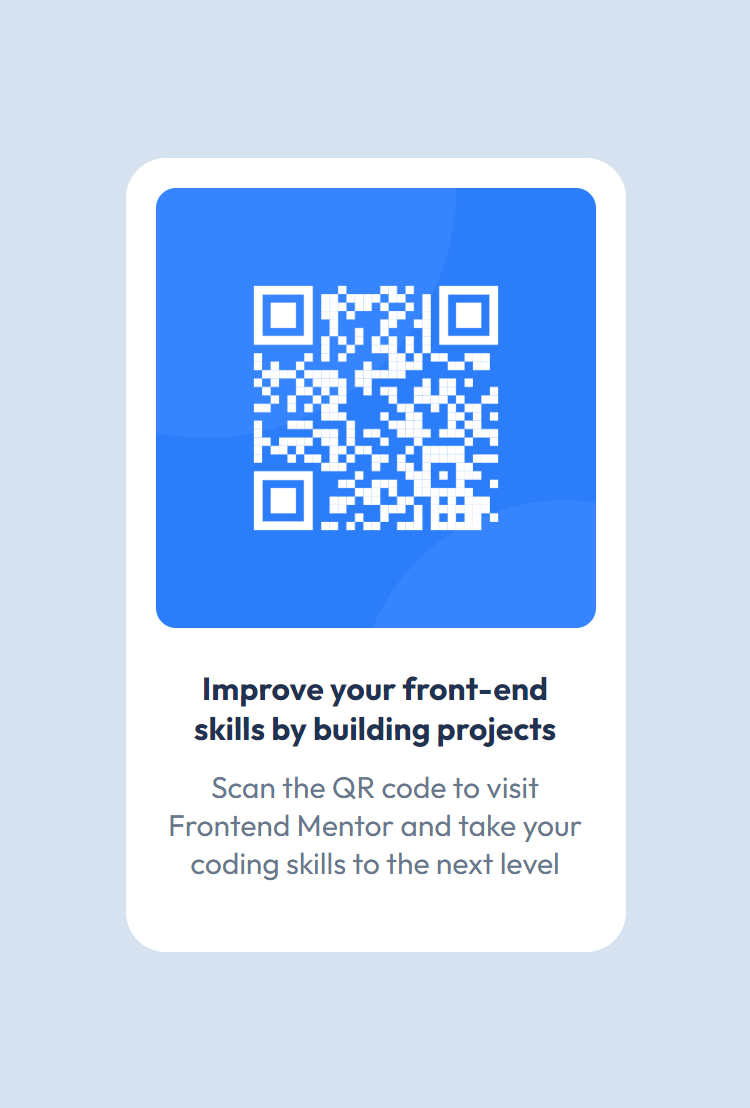 Improve your front-end
skills by building projects
Scan the QR code to visit
Frontend Mentor and take your
coding skills to the next level